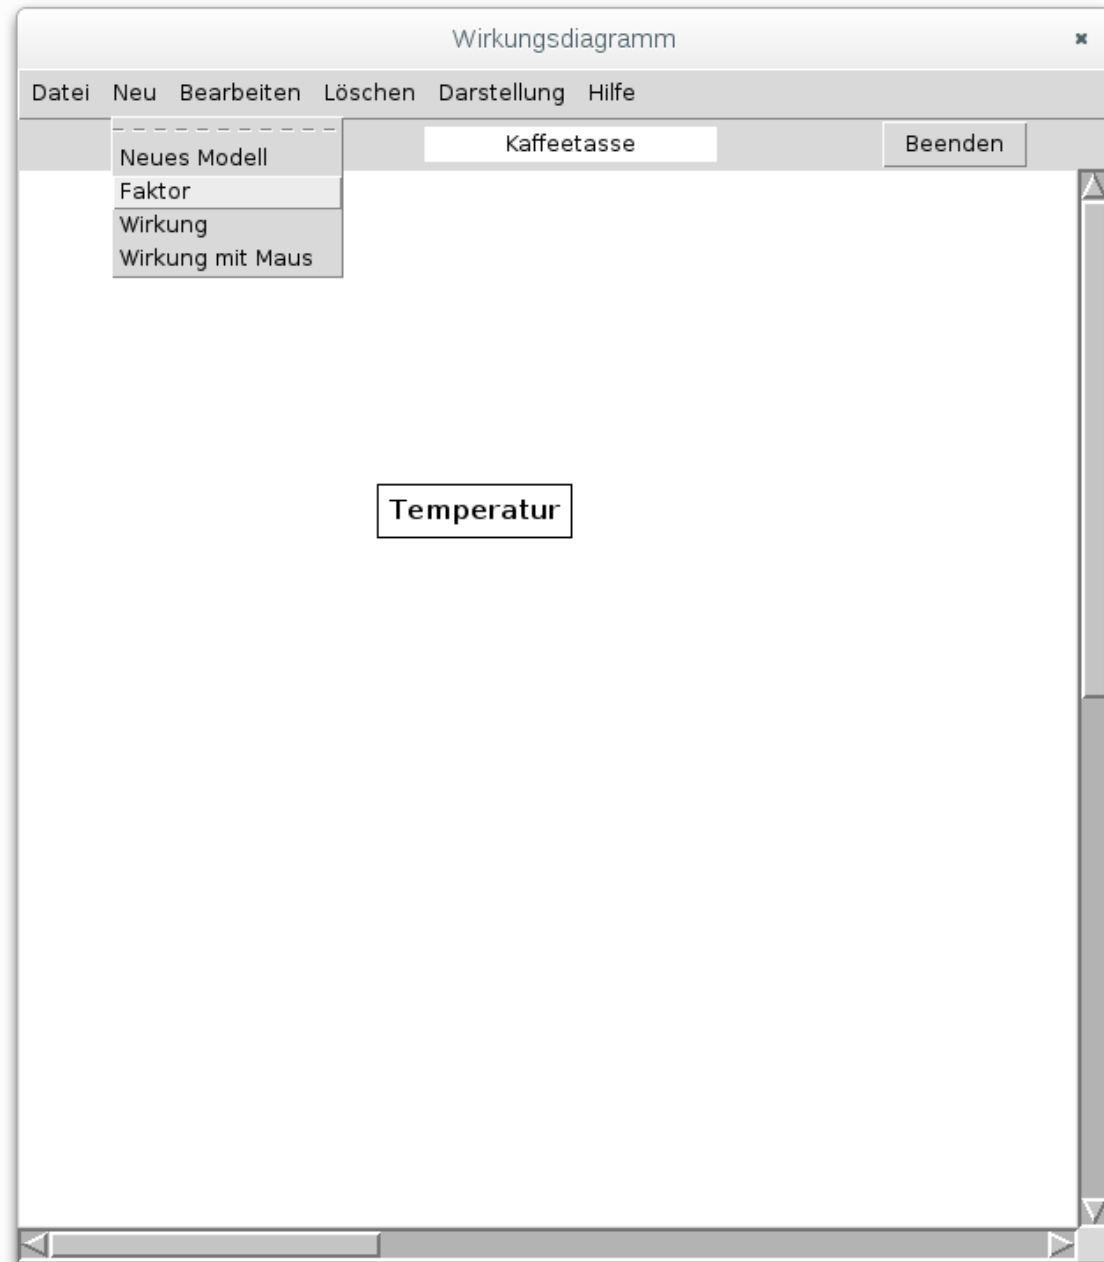 Wirkungsdiagramm
Datei Neu Bearbeiten Löschen Darstellung Hilfe
Kaffeetasse Beenden
Neues Modell
Faktor
Wirkung
Wirkung mit Maus
Temperatur